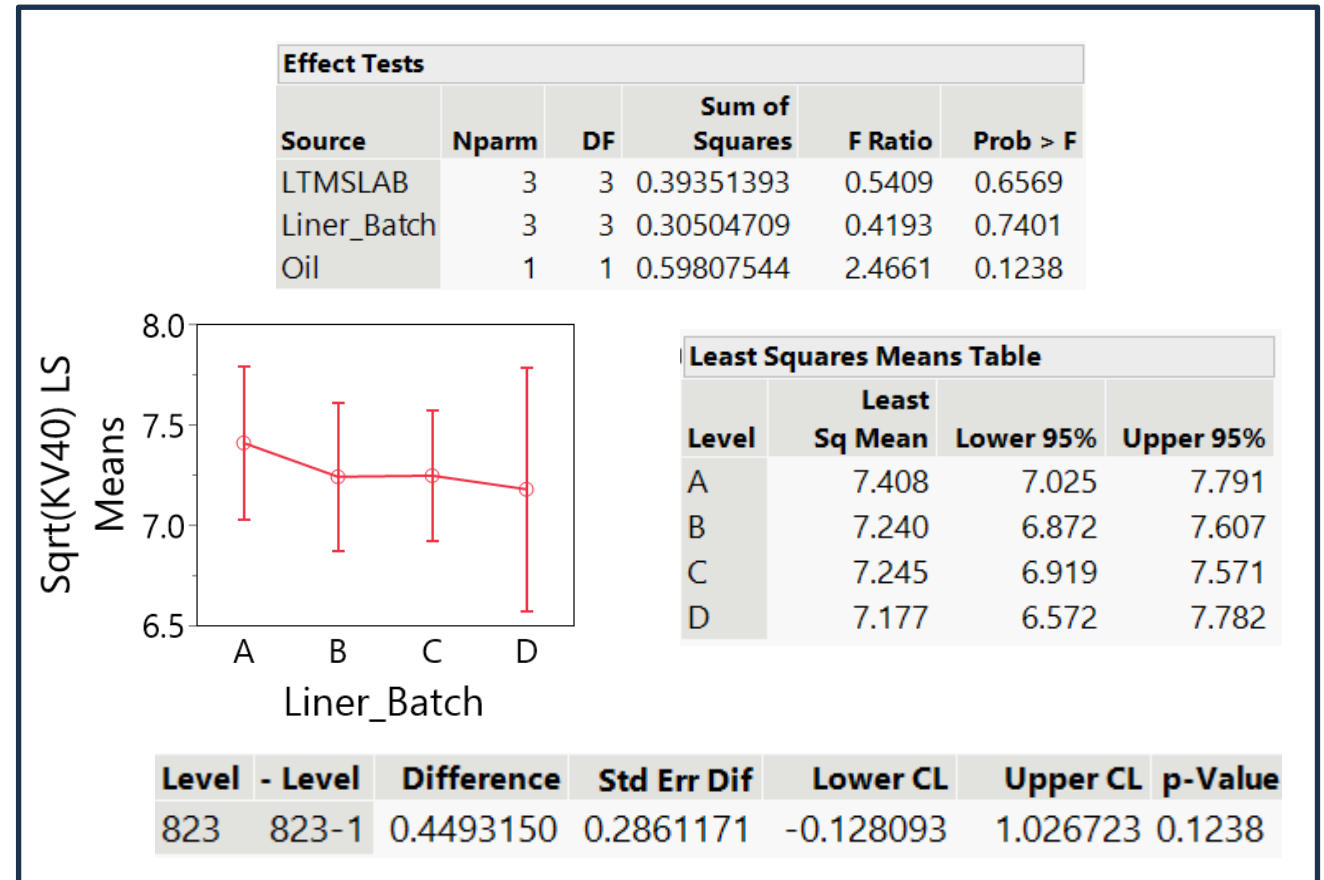 Effect Tests
Sum of
Source Nparm DF Squares F Ratio Prob > F
LTMSLAB 3 3 0.39351393 0.5409 0.6569
Liner_Batch 3 3 0.30504709 0.4193 0.7401
Oil 1 1 0.59807544 2.4661 0.1238
Sqrt(KV40) LS
Means
8.0
7.5
7.0
6.5
A B C D
Liner_Batch
Least Squares Means Table
Least
Level Sq Mean Lower 95% Upper 95%
A 7.408 7.025 7.791
B 7.240 6.872 7.607
C 7.245 6.919 7.571
D 7.177 6.572 7.782
Level - Level Difference Std Err Dif Lower CL Upper CL p-Value
823 823-1 0.4493150 0.2861171 -0.128093 1.026723 0.1238